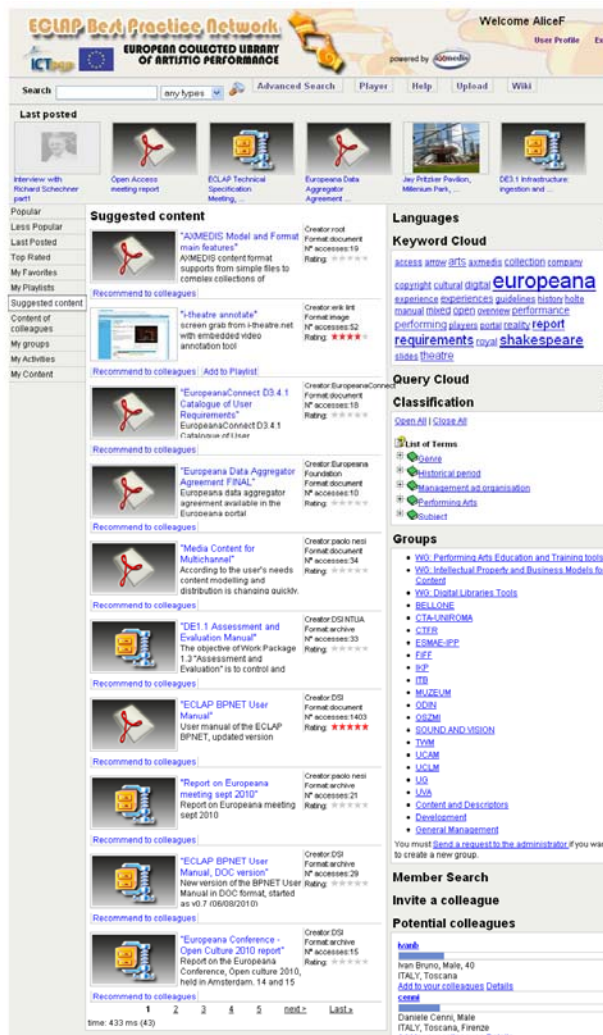 ECLAP Best Practice Network
EUROPEAN COLLECTED LIBRARY
OF ARTISTIC PERFORMANCE
ICT psp
powered by axmedis
Welcome AliceF
User Profile Ex
Search any types Advanced Search Player Help Upload Wiki
Last posted
Interview with
Richard Schechner
part1
Open Access
meeting report
ECLAP Technical
Specification
Meeting, ...
Europeana Data
Aggregator
Agreement ...
Jay Pritzker Pavilion,
Millenium Park, ...
DE3.1 Infrastructure:
ingestion and ...
Popular
Less Popular
Last Posted
Top Rated
My Favorites
My Playlists
Suggested content
Content of
colleagues
My groups
My Activities
My Content
Suggested content
"AXMEDIS Model and Format
main features"
AXMEDIS content format
supports from simple files to
complex collections of
Creator:root
Format:document
N° accesses:19
Rating:
Recommend to colleagues
"i-theatre annotate"
screen grab from i-theatre.net
with embedded video
annotation tool
Creator:erik lint
Format:image
N° accesses:52
Rating:
Recommend to colleagues Add to Playlist
"EuropeanaConnect D3.4.1
Catalogue of User
Requirements"
EuropeanaConnect D3.4.1
Catalogue of User
Creator:EuropeanaConnect
Format:document
N° accesses:18
Rating:
Recommend to colleagues
"Europeana Data Aggregator
Agreement FINAL"
Europeana data aggregator
agreement available in the
Europeana portal
Creator:Europeana
Foundation
Format:document
N° accesses:10
Rating:
Recommend to colleagues
"Media Content for
Multichannel"
According to the user's needs
content modelling and
distribution is changing quickly.
Creator:paolo nesi
Format:document
N° accesses:34
Rating:
Recommend to colleagues
"DE1.1 Assessment and
Evaluation Manual"
The objective of Work Package
1.3 "Assessment and
Evaluation" is to control and
Creator:DSI NTUA
Format:archive
N° accesses:33
Rating:
Recommend to colleagues
"ECLAP BPNET User
Manual"
User manual of the ECLAP
BPNET, updated version
Creator:DSI
Format:document
N° accesses:1403
Rating:
Recommend to colleagues
"Report on Europeana
meeting sept 2010"
Report on Europeana meeting
sept 2010
Creator:paolo nesi
Format:archive
N° accesses:21
Rating:
Recommend to colleagues
"ECLAP BPNET User
Manual, DOC version"
New version of the BPNET User
Manual in DOC format, started
as v0.7 (06/08/2010)
Creator:DSI
Format:archive
N° accesses:29
Rating:
Recommend to colleagues
"Europeana Conference -
Open Culture 2010 report"
Report on the Europeana
Conference, Open culture 2010,
held in Amsterdam. 14 and 15
Creator:DSI
Format:archive
N° accesses:15
Rating:
Recommend to colleagues
1 2 3 4 5 next > Last »
time: 433 ms (43)
Languages
Keyword Cloud
access arrow arts axmedis collection company
copyright cultural digital europeana
experience experiences guidelines history holte
manual mixed open overview performance
performing players portal reality report
requirements royal shakespeare
slides theatre
Query Cloud
Classification
Open All | Close All
List of Terms
Genre
Historical period
Management ad organisation
Performing Arts
Subject
Groups
WG: Performing Arts Education and Training tools
WG: Intellectual Property and Business Models fo
Content
WG: Digital Libraries Tools
BELLONE
CTA-UNIROMA
CTFR
ESMAE-IPP
FIFF
IKP
ITB
MUZEUM
ODIN
OSZMI
SOUND AND VISION
TWM
UCAM
UCLM
UG
UVA
Content and Descriptors
Development
General Management
You must Send a request to the administrator if you wan
to create a new group.
Member Search
Invite a colleague
Potential colleagues
ivanb
Ivan Bruno, Male, 40
ITALY, Toscana
Add to your colleagues Details
cenni
Daniele Cenni, Male
ITALY, Toscana, Firenze